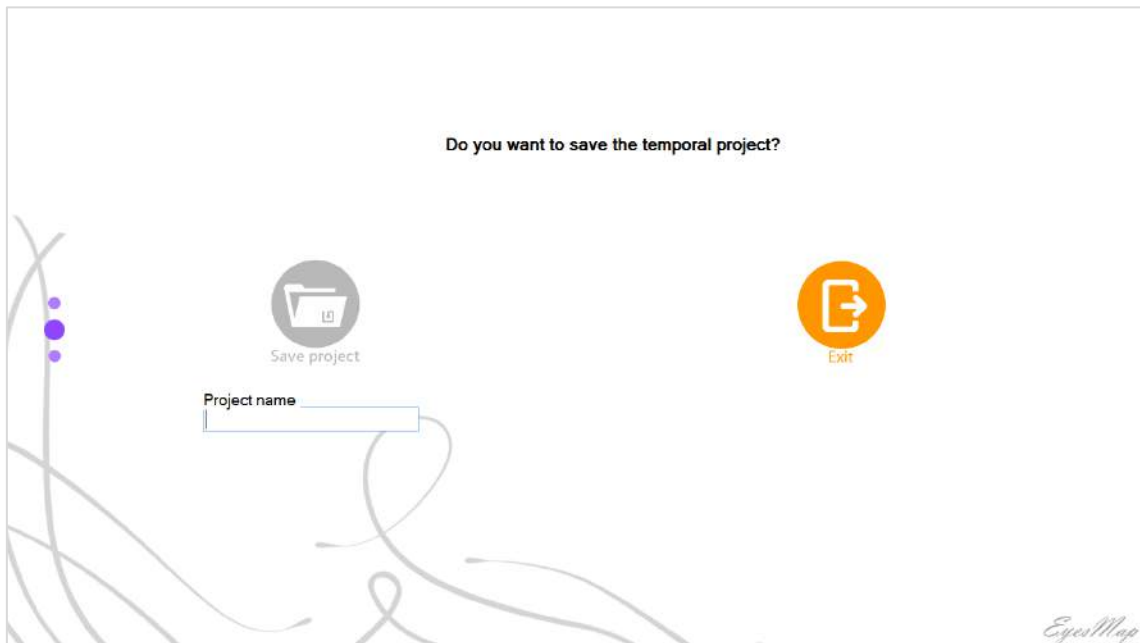 Do you want to save the temporal project?
Save project
Exit
Project name
EyesMap